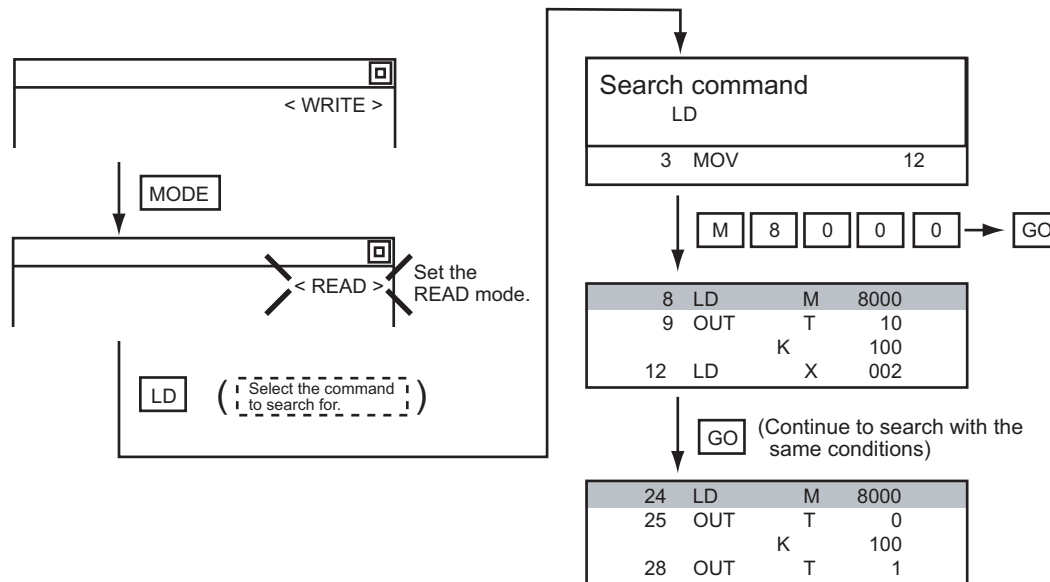 < WRITE >
MODE
< READ >
Set the
READ mode.
LD
( Select the command
to search for. )
Search command
LD
3 MOV 12
M 8 0 0 0 GO
8 LD M 8000
9 OUT T 10
K 100
12 LD X 002
GO (Continue to search with the
same conditions)
24 LD M 8000
25 OUT T 0
K 100
28 OUT T 1